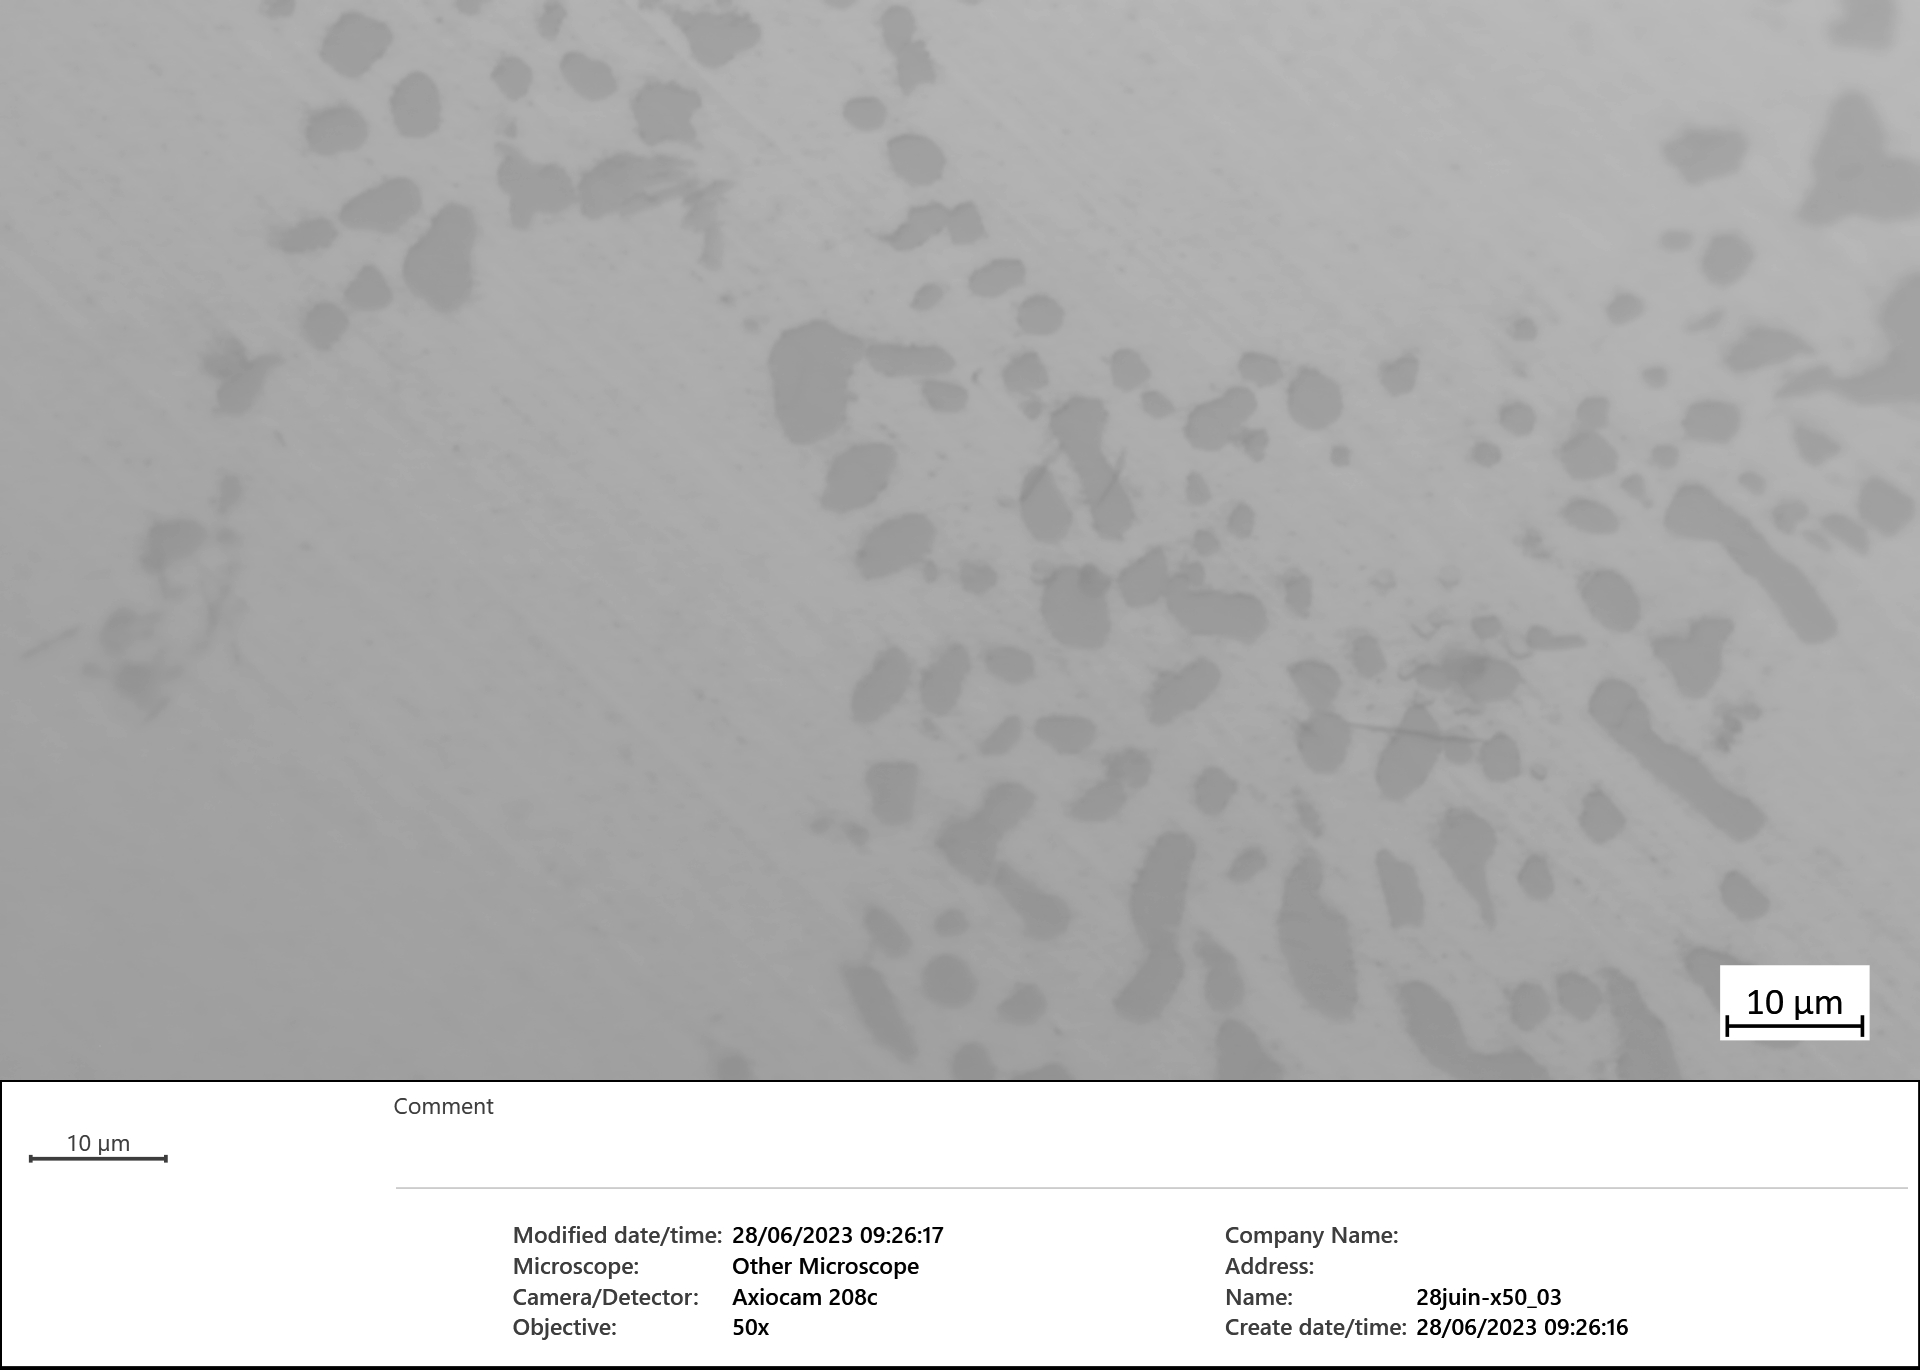 10 µm
Comment
10 µm
Modified date/time: 28/06/2023 09:26:17
Microscope: Other Microscope
Camera/Detector: Axiocam 208c
Objective: 50x
Company Name:
Address:
Name: 28juin-x50_03
Create date/time: 28/06/2023 09:26:16